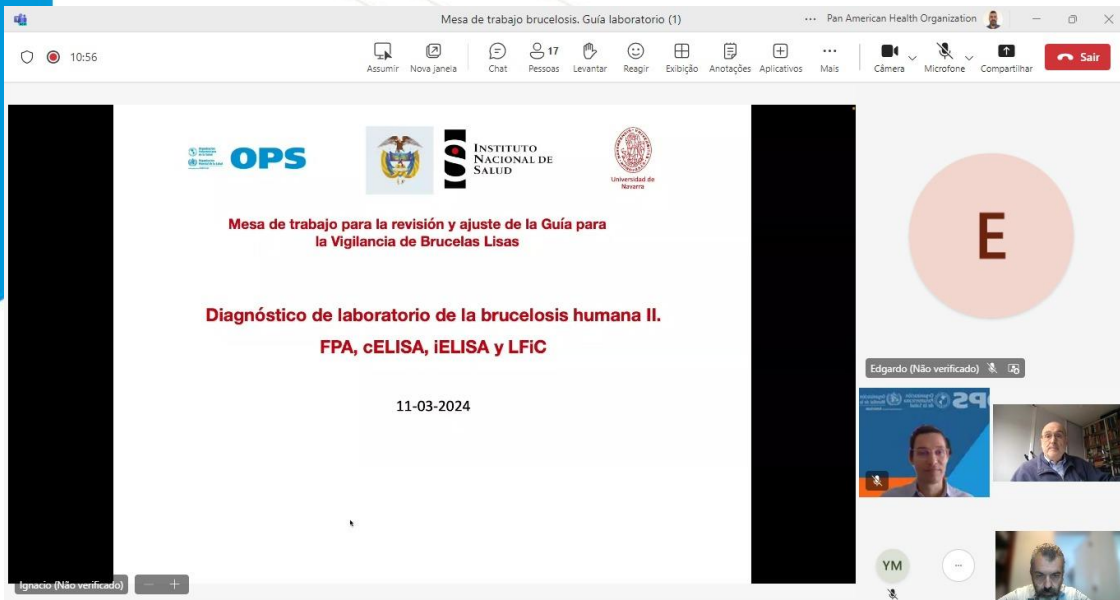 Mesa de trabajo brucelosis. Guía laboratorio (1)
Pan American Health Organization
10:56
Assumir
Nova janela
Chat
17
Pessoas
Levantar
Reagir
Exibição
Anotações
Aplicativos
Mais
Câmera
Microfone
Compartilhar
Sair
OPS
INSTITUTO
NACIONAL DE
SALUD
Universidad de
Navarra
Mesa de trabajo para la revisión y ajuste de la Guía para
la Vigilancia de Brucelas Lisas
Diagnóstico de laboratorio de la brucelosis humana II.
FPA, cELISA, iELISA y LFiC
11-03-2024
Ignacio (Não verificado)
E
Edgardo (Não verificado)
OPS
YM